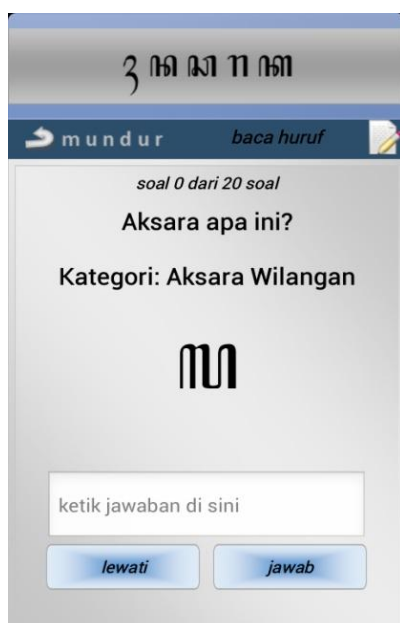 mundur
baca huruf
soal 0 dari 20 soal
Aksara apa ini?
Kategori: Aksara Wilangan
꧘
ketik jawaban di sini
lewati
jawab